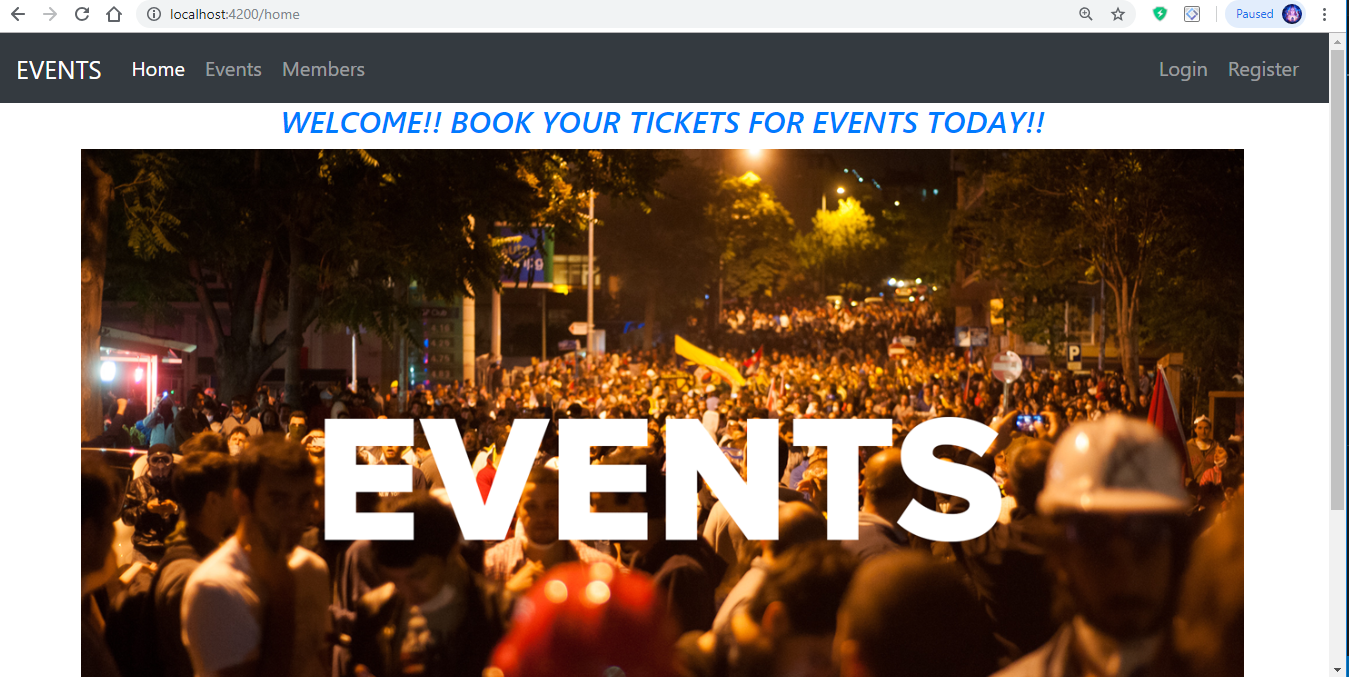 localhost:4200/home
Paused
EVENTS Home Events Members Login Register
WELCOME!! BOOK YOUR TICKETS FOR EVENTS TODAY!!
P
EVENTS